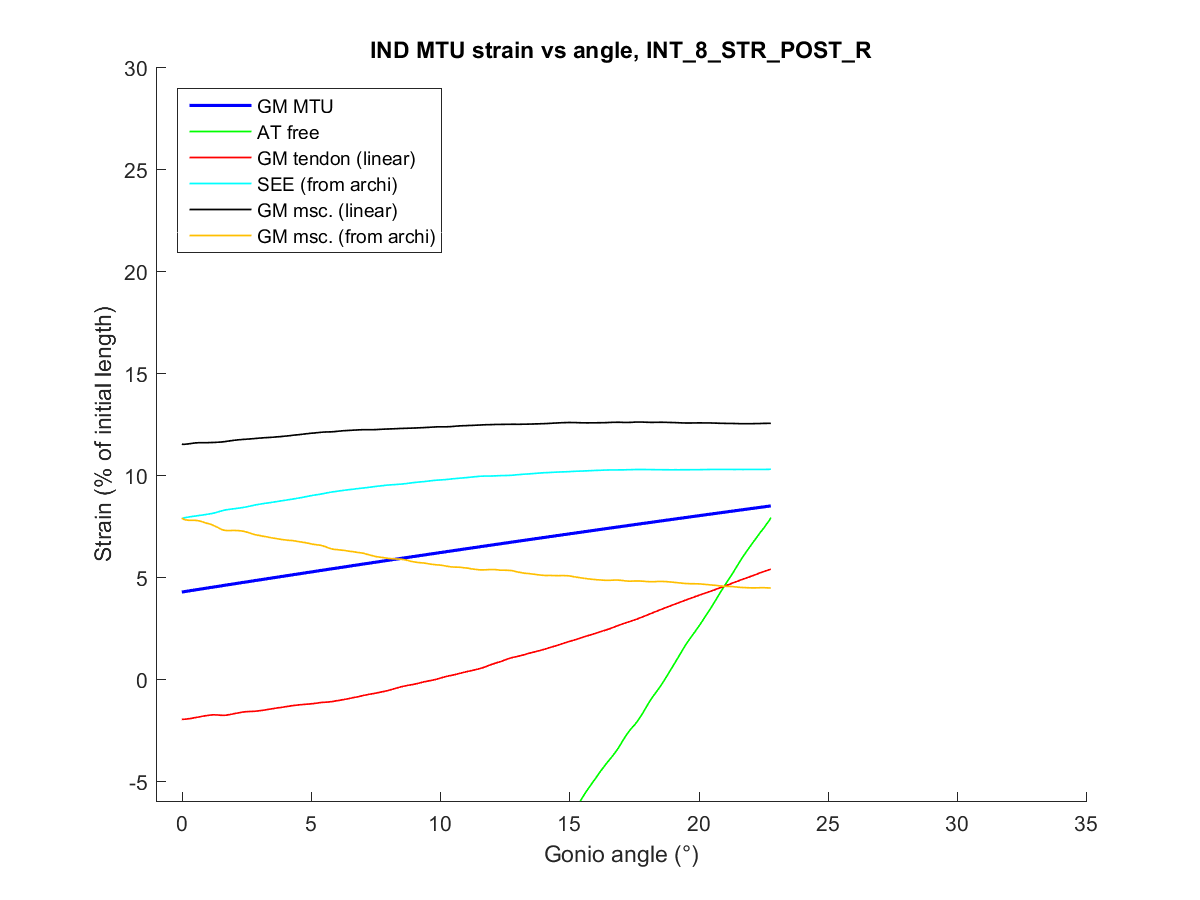 IND MTU strain vs angle, INT_8_STR_POST_R
30
25
20
15
10
5
0
-5
Strain (% of initial length)
GM MTU
AT free
GM tendon (linear)
SEE (from archi)
GM msc. (linear)
GM msc. (from archi)
0 5 10 15 20 25 30 35
Gonio angle (°)